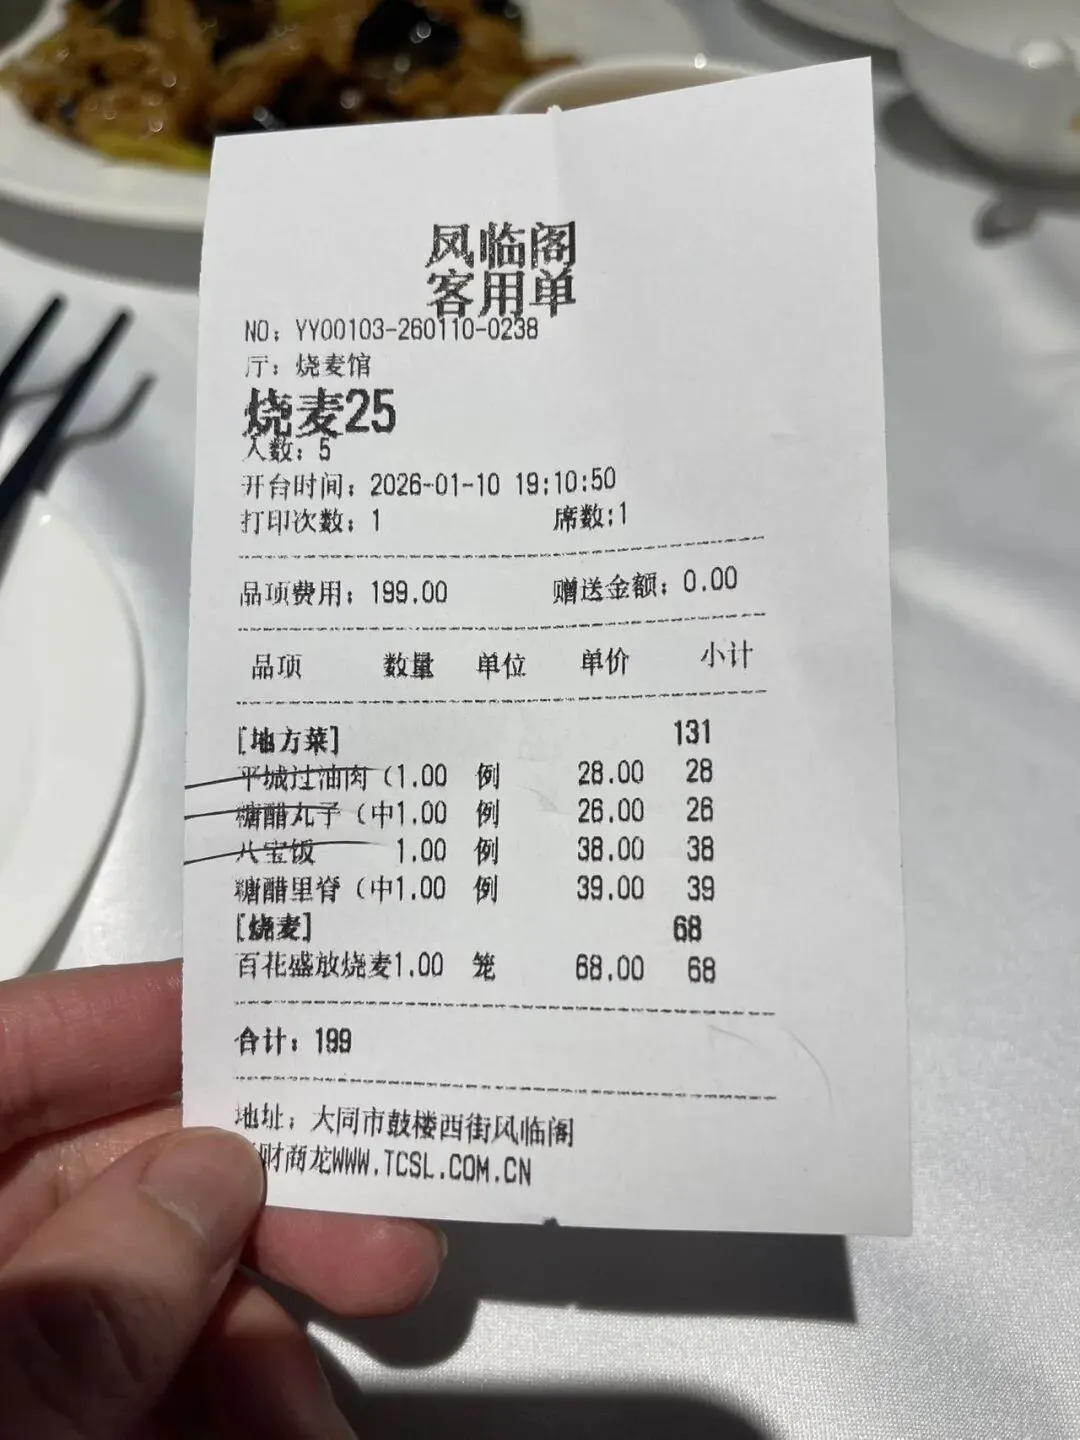 凤临阁
客用单
NO：YY00103-260110-0238
厅：烧麦馆
烧麦25
人数：5
开台时间：2026-01-10 19:10:50
打印次数：1 席数:1
品项费用：199.00 赠送金额：0.00
品项 数量 单位 单价 小计
[地方菜] 131
平城过油肉（1.00 例 28.00 28
糖醋丸子（中1.00 例 26.00 26
八宝饭 1.00 例 38.00 38
糖醋里脊（中1.00 例 39.00 39
[烧麦] 68
百花盛放烧麦1.00 笼 68.00 68
合计：199
地址：大同市鼓楼西街凤临阁
财商龙WWW.TCSL.COM.CN